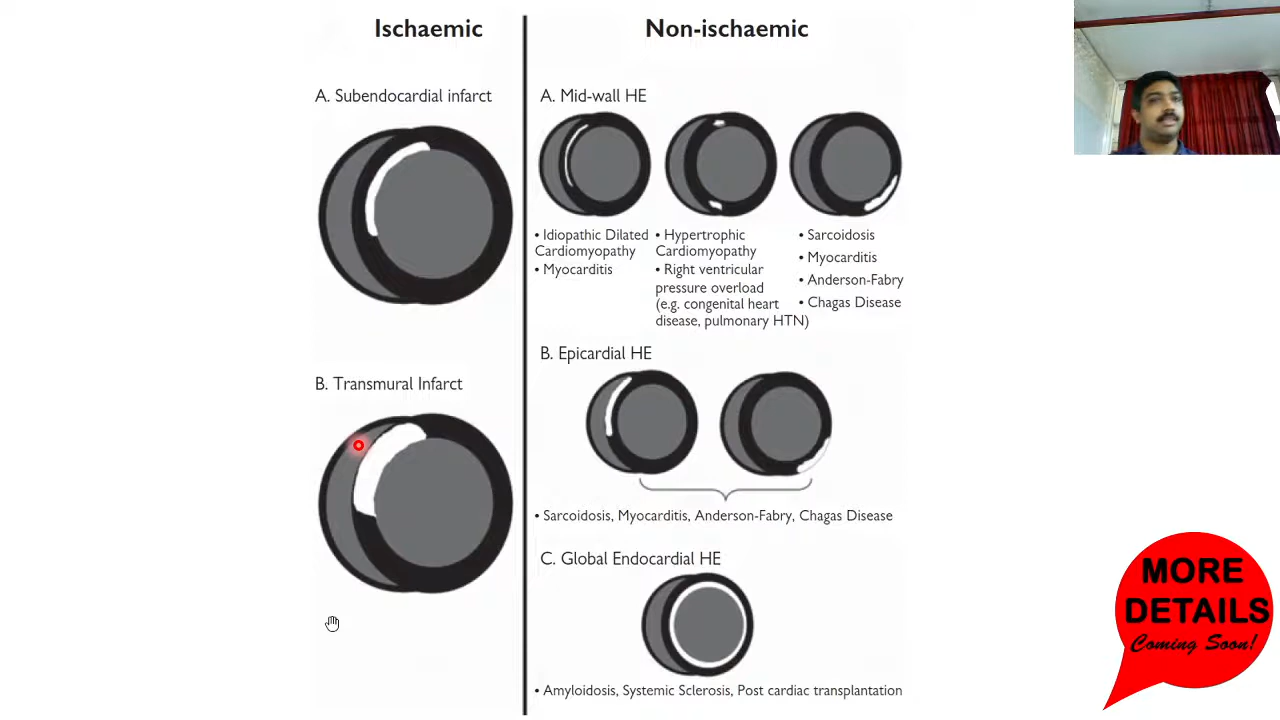 Ischaemic
A. Subendocardial infarct
B. Transmural Infarct
Non-ischaemic
A. Mid-wall HE
• Idiopathic Dilated
Cardiomyopathy
• Myocarditis
• Hypertrophic
Cardiomyopathy
• Right ventricular
pressure overload
(e.g. congenital heart
disease, pulmonary HTN)
• Sarcoidosis
• Myocarditis
• Anderson-Fabry
• Chagas Disease
B. Epicardial HE
• Sarcoidosis, Myocarditis, Anderson-Fabry, Chagas Disease
C. Global Endocardial HE
• Amyloidosis, Systemic Sclerosis, Post cardiac transplantation
MORE
DETAILS
Coming Soon!